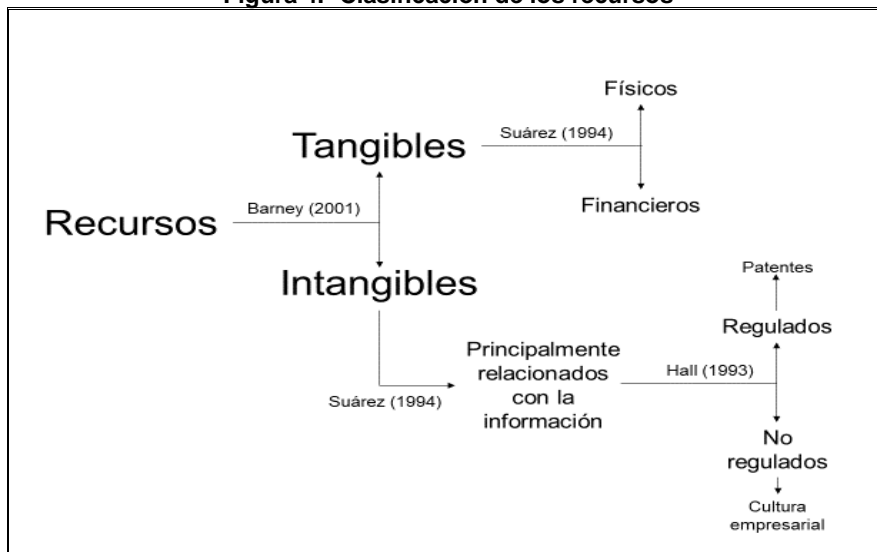 Figura Clasificación de los recursos
Físicos
Tangibles
Suárez (1994)
Financieros
Recursos
Barney (2001)
Intangibles
Patentes
Regulados
Principalmente
relacionados
con la
información
Hall (1993)
Suárez (1994)
No
regulados
Cultura
empresarial